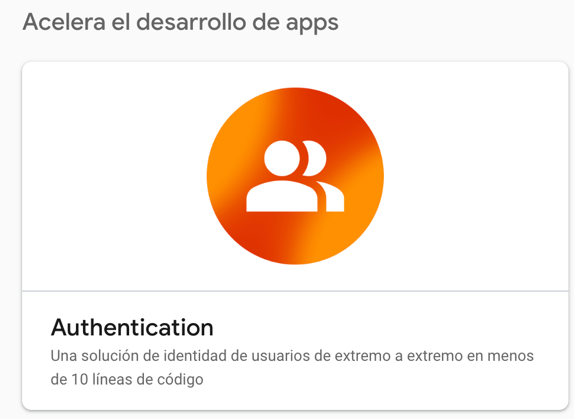 Acelera el desarrollo de apps
Authentication
Una solución de identidad de usuarios de extremo a extremo en menos
de 10 líneas de código